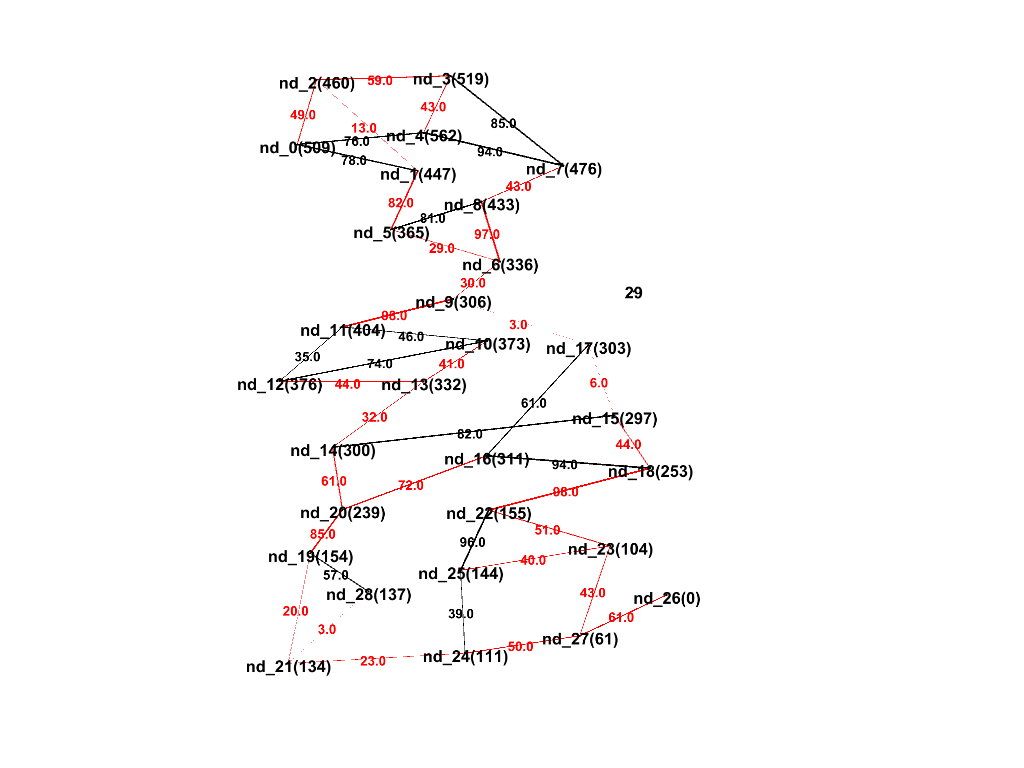 nd_2(460)
59.0
nd_3(519)
49.0
43.0
13.0
85.0
nd_4(562)
76.0
nd_0(509)
94.0
78.0
nd_7(476)
nd_1(447)
43.0
82.0
nd_8(433)
81.0
nd_5(365)
97.0
29.0
nd_6(336)
30.0
29
nd_9(306)
98.0
3.0
nd_11(404)
46.0
nd_10(373)
nd_17(303)
35.0
74.0
41.0
nd_12(376)
44.0
nd_13(332)
6.0
61.0
32.0
nd_15(297)
82.0
44.0
nd_14(300)
nd_16(311)
94.0
nd_18(253)
61.0
72.0
98.0
nd_20(239)
nd_22(155)
85.0
51.0
96.0
nd_23(104)
nd_19(154)
40.0
57.0
nd_25(144)
nd_28(137)
43.0
nd_26(0)
20.0
39.0
61.0
3.0
nd_27(61)
50.0
nd_24(111)
23.0
nd_21(134)